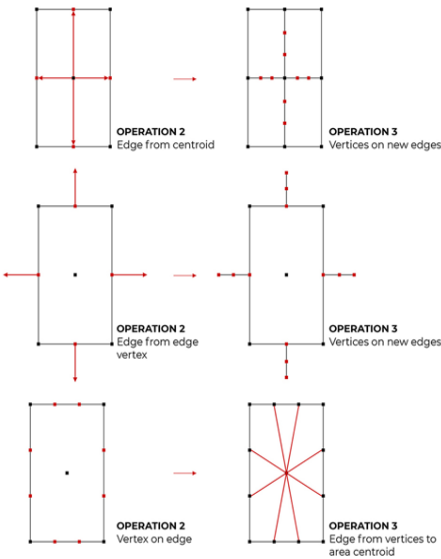 OPERATION 2
Edge from centroid
OPERATION 3
Vertices on new edges
OPERATION 2
Edge from edge
vertex
OPERATION 3
Vertices on new edges
OPERATION 2
Vertex on edge
OPERATION 3
Edge from vertices to
area centroid